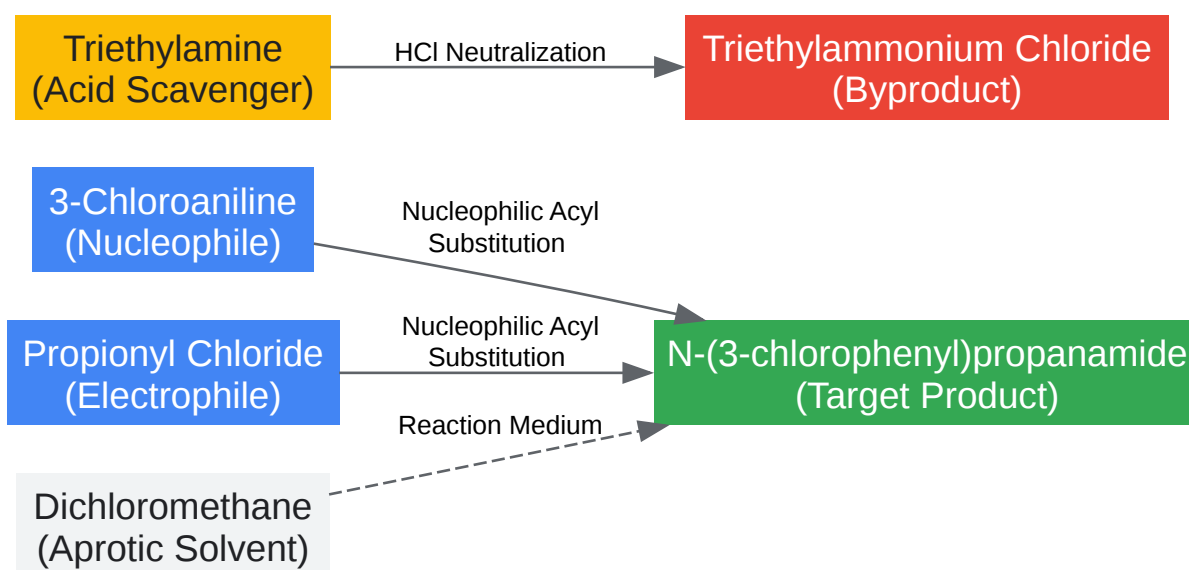 Triethylamine
(Acid Scavenger)
HCl Neutralization
Triethylammonium Chloride
(Byproduct)
3-Chloroaniline
(Nucleophile)
Nucleophilic Acyl
Substitution
Propionyl Chloride
(Electrophile)
Nucleophilic Acyl
Substitution
N-(3-chlorophenyl)propanamide
(Target Product)
Reaction Medium
Dichloromethane
(Aprotic Solvent)